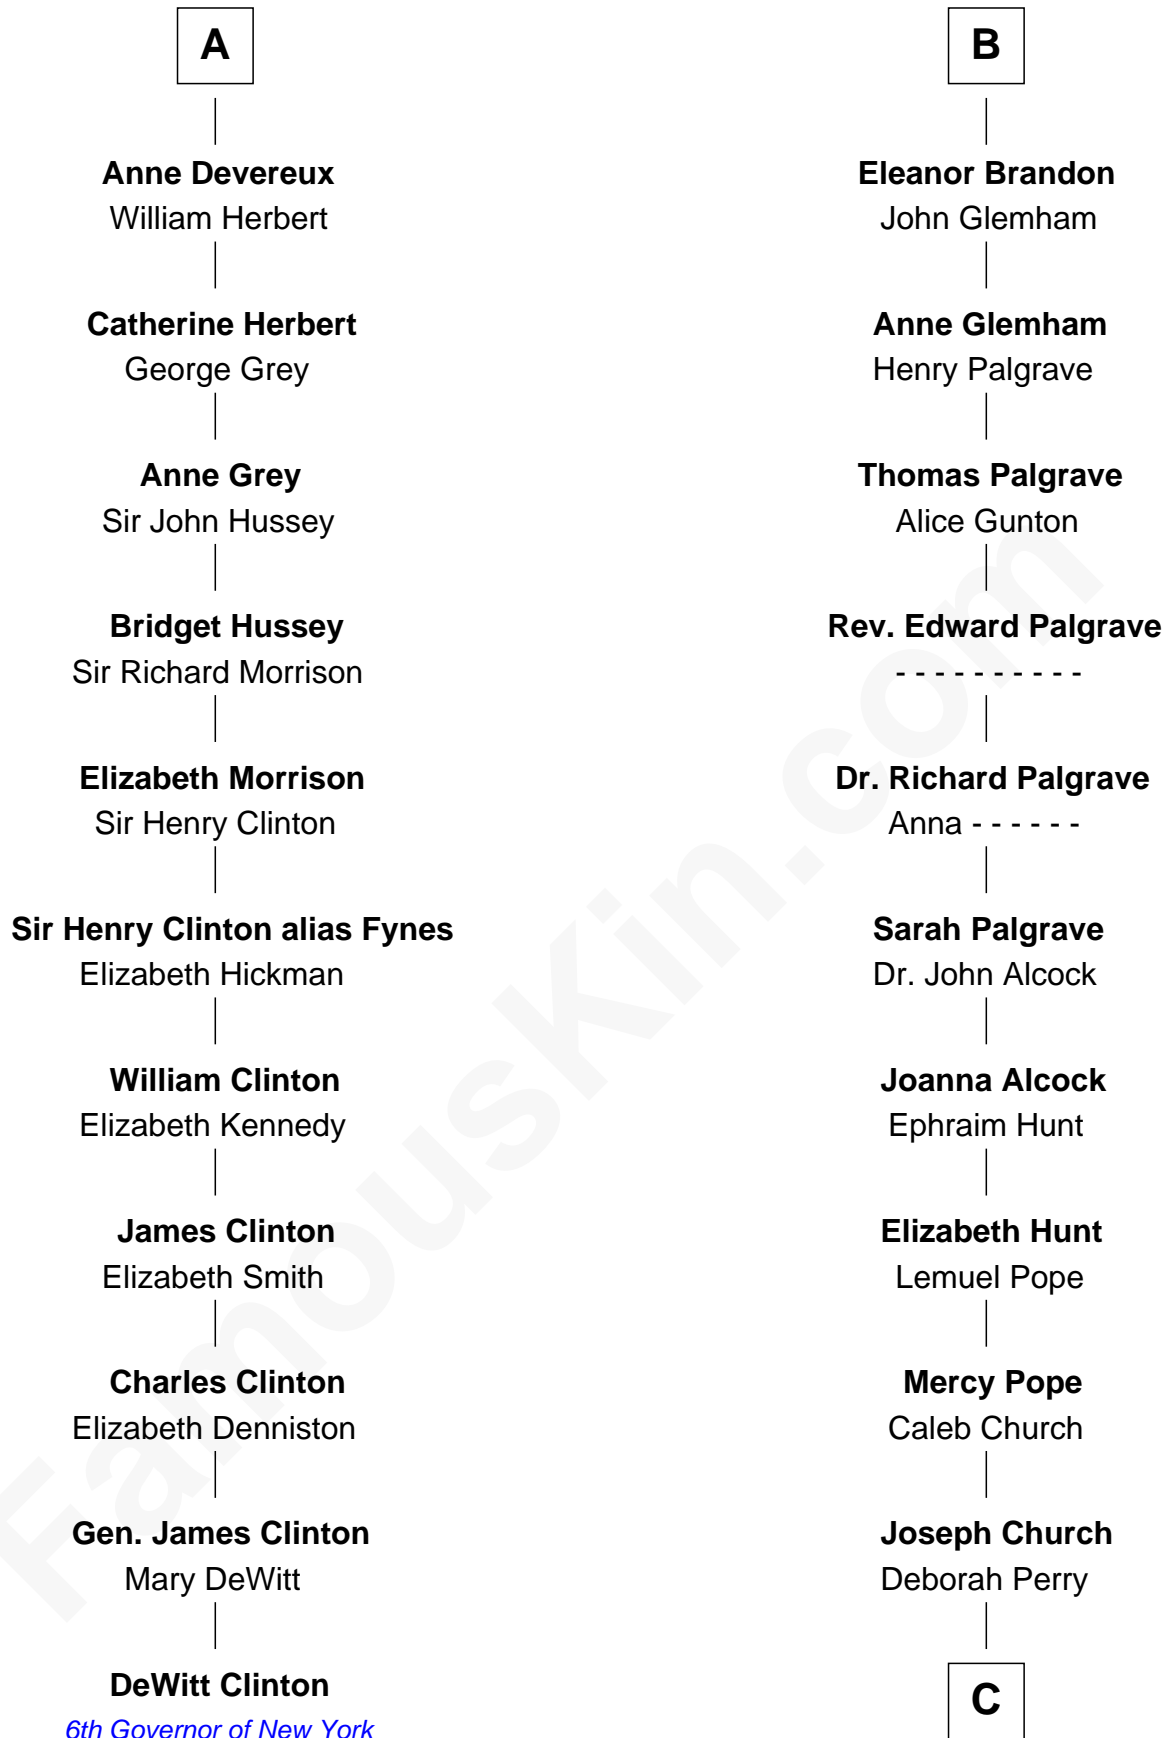 A
Anne Devereux
William Herbert
Catherine Herbert
George Grey
Anne Grey
Sir John Hussey
Bridget Hussey
Sir Richard Morrison
Elizabeth Morrison
Sir Henry Clinton
Sir Henry Clinton alias Fynes
Elizabeth Hickman
William Clinton
Elizabeth Kennedy
James Clinton
Elizabeth Smith
Charles Clinton
Elizabeth Denniston
Gen. James Clinton
Mary DeWitt
DeWitt Clinton
6th Governor of New York
B
Eleanor Brandon
John Glemham
Anne Glemham
Henry Palgrave
Thomas Palgrave
Alice Gunton
Rev. Edward Palgrave
- - - - - - - - - -
Dr. Richard Palgrave
Anna - - - - - -
Sarah Palgrave
Dr. John Alcock
Joanna Alcock
Ephraim Hunt
Elizabeth Hunt
Lemuel Pope
Mercy Pope
Caleb Church
Joseph Church
Deborah Perry
C
FamousKin.com